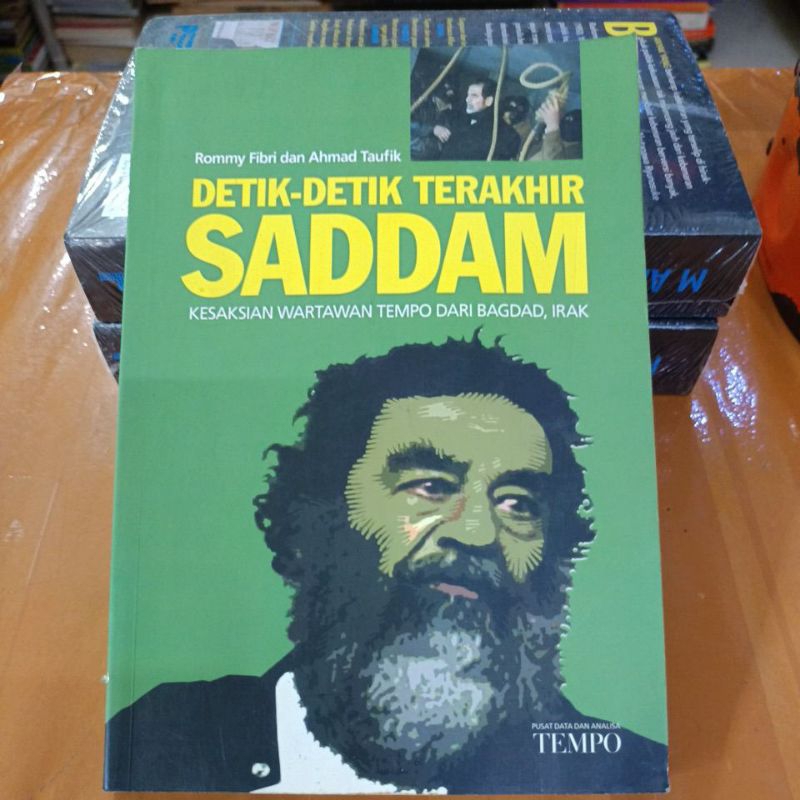 Rommy Fibri dan Ahmad Taufik
DETIK-DETIK TERAKHIR
SADDAM
KESAKSIAN WARTAWAN TEMPO DARI BAGDAD, IRAK
PUSAT DATA DAN ANALISA
TEMPO